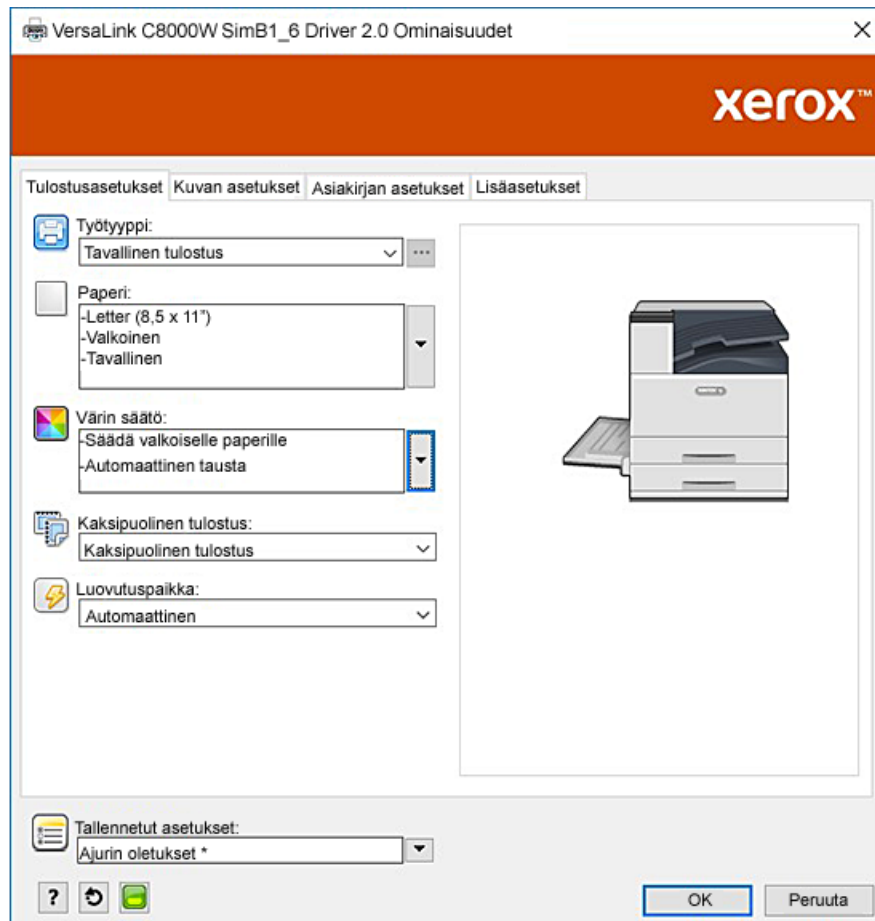 VersaLink C8000W SimB1_6 Driver 2.0 Ominaisuudet
xerox™
Tulostusasetukset Kuvan asetukset Asiakirjan asetukset Lisäasetukset
Työtyyppi:
Tavallinen tulostus
Paperi:
-Letter (8,5 x 11”)
-Valkoinen
-Tavallinen
Värin säätö:
-Säädä valkoiselle paperille
-Automaattinen tausta
Kaksipuolinen tulostus:
Kaksipuolinen tulostus
Luovutuspaikka:
Automaattinen
Tallennetut asetukset:
Ajurin oletukset *
?
OK Peruuta